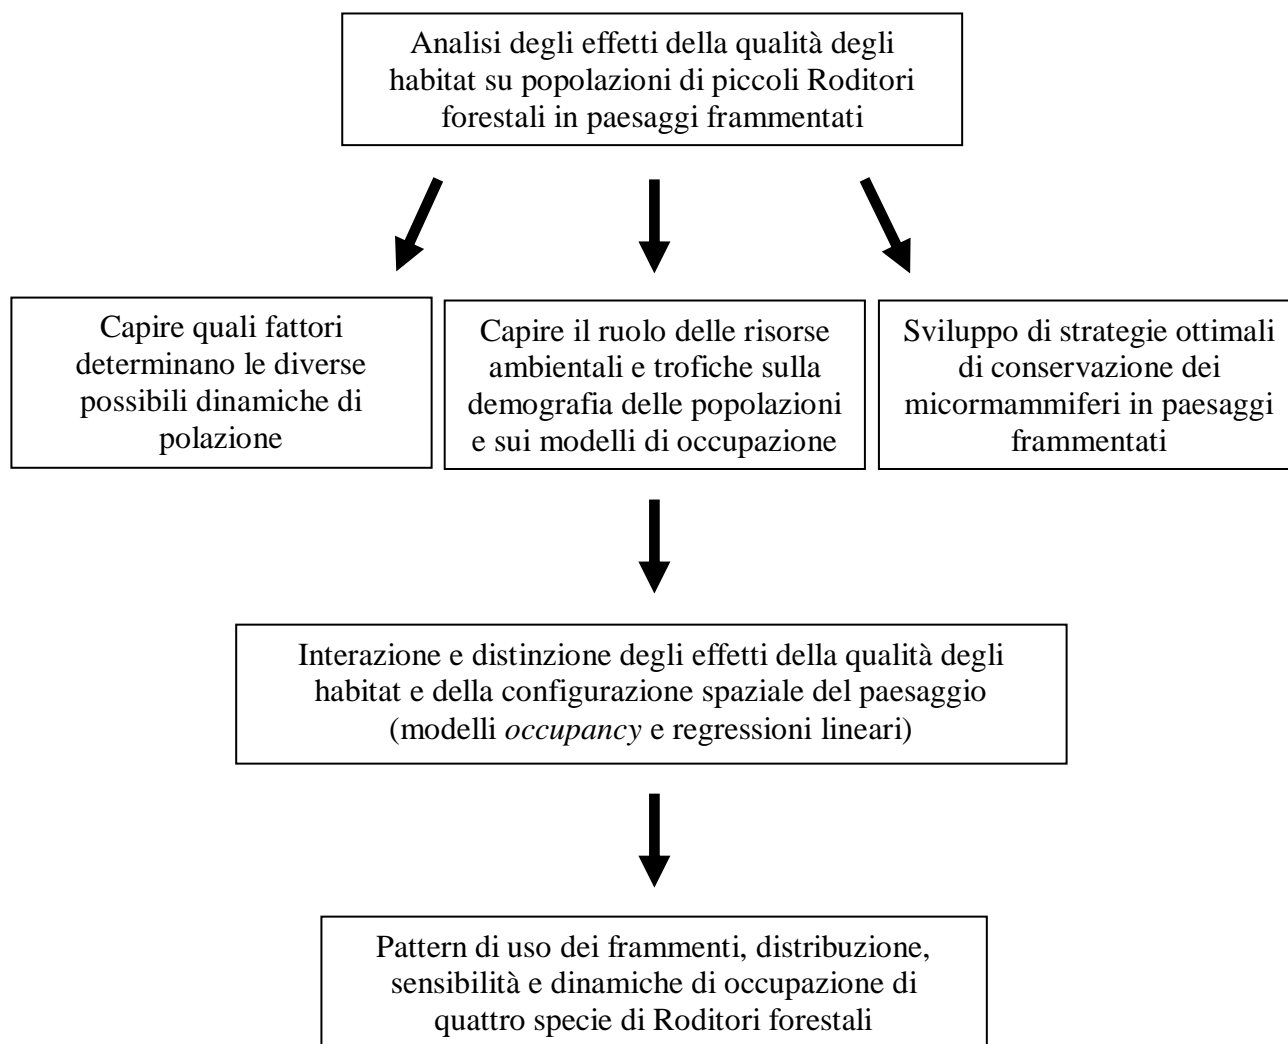 Analisi degli effetti della qualità degli
habitat su popolazioni di piccoli Roditori
forestali in paesaggi frammentati
Capire quali fattori
determinano le diverse
possibili dinamiche di
polazione
Capire il ruolo delle risorse
ambientali e trofiche sulla
demografia delle popolazioni
e sui modelli di occupazione
Sviluppo di strategie ottimali
di conservazione dei
micormammiferi in paesaggi
frammentati
Interazione e distinzione degli effetti della qualità degli
habitat e della configurazione spaziale del paesaggio
(modelli occupancy e regressioni lineari)
Pattern di uso dei frammenti, distribuzione,
sensibilità e dinamiche di occupazione di
quattro specie di Roditori forestali